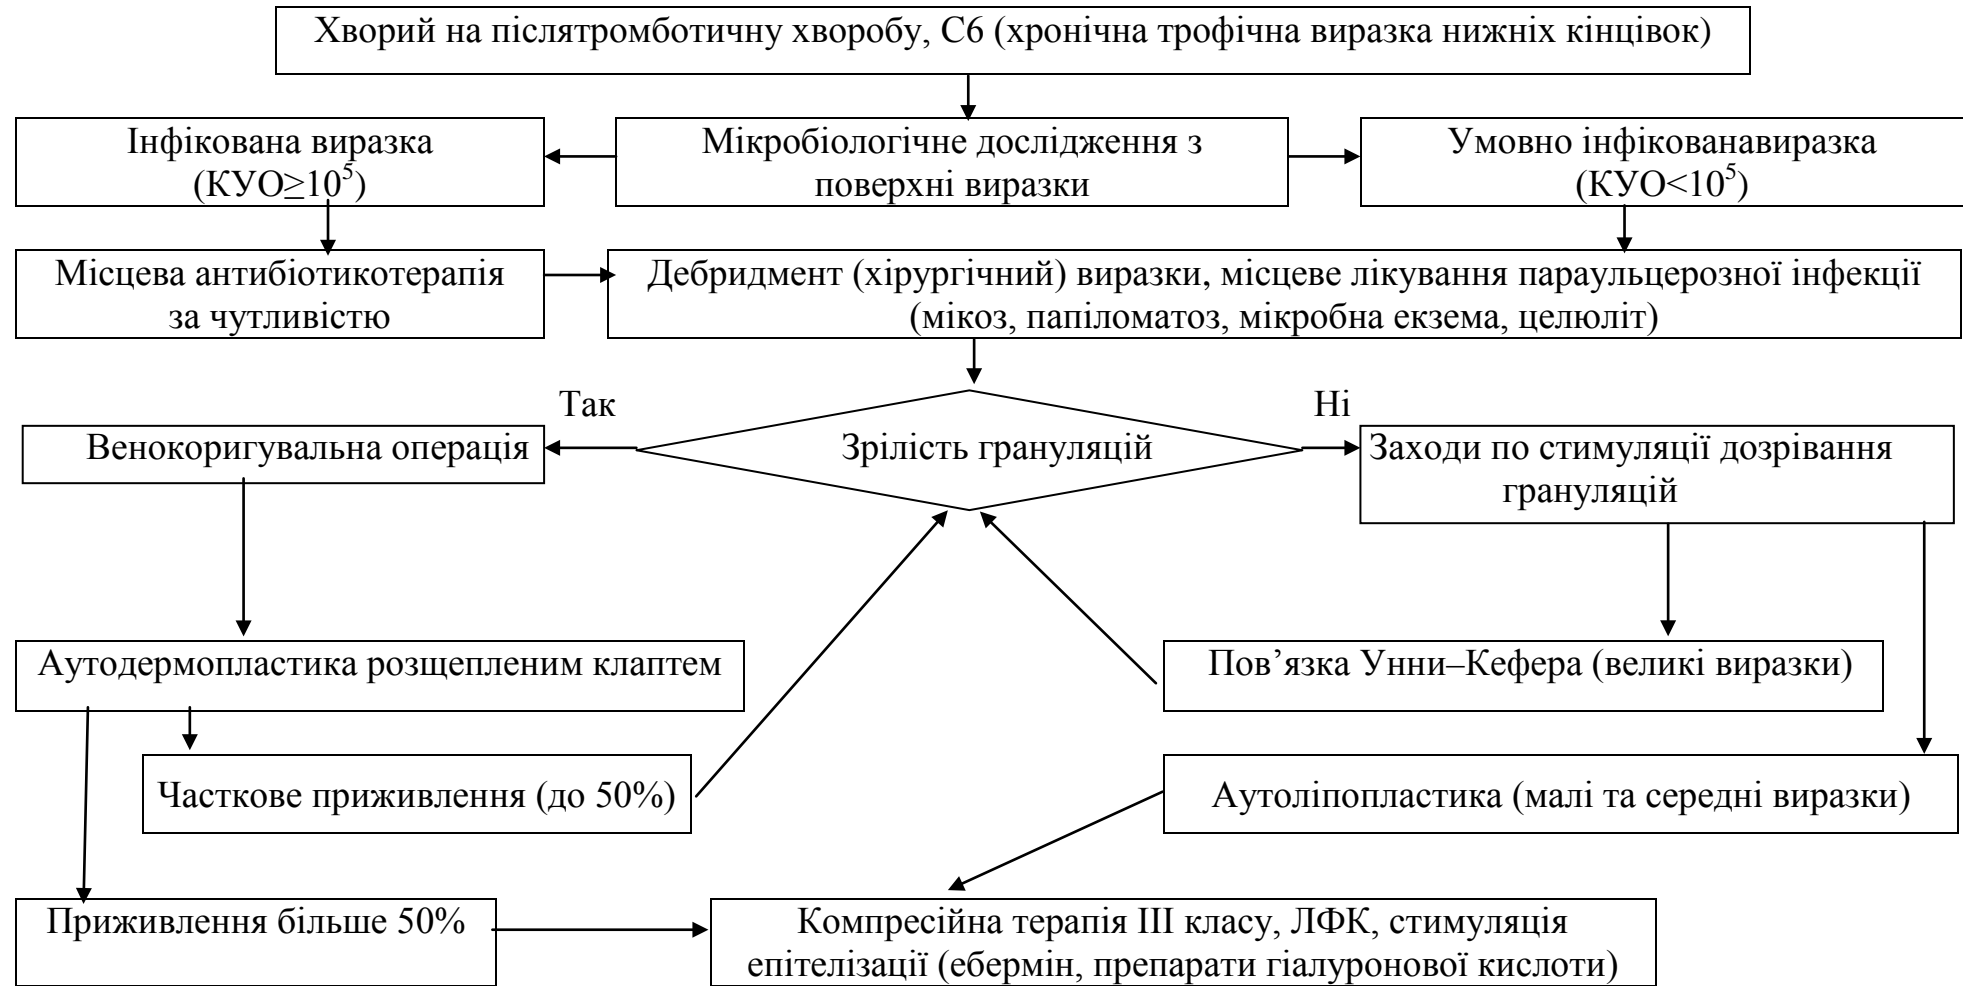 Хворий на післятромботичну хворобу, С6 (хронічна трофічна виразка нижніх кінцівок)
Інфікована виразка
(КУО≥10⁵)
Мікробіологічне дослідження з
поверхні виразки
Умовно інфікованавиразка
(КУО<10⁵)
Місцева антибіотикотерапія
за чутливістю
Дебридмент (хірургічний) виразки, місцеве лікування параульцерозної інфекції
(мікоз, папіломатоз, мікробна екзема, целюліт)
Так
Ні
Венокоригувальна операція
Зрілість грануляцій
Заходи по стимуляції дозрівання
грануляцій
Аутодермопластика розщепленим клаптем
Пов’язка Унни–Кефера (великі виразки)
Часткове приживлення (до 50%)
Аутоліпопластика (малі та середні виразки)
Приживлення більше 50%
Компресійна терапія ІІІ класу, ЛФК, стимуляція
епітелізації (ебермін, препарати гіалуронової кислоти)